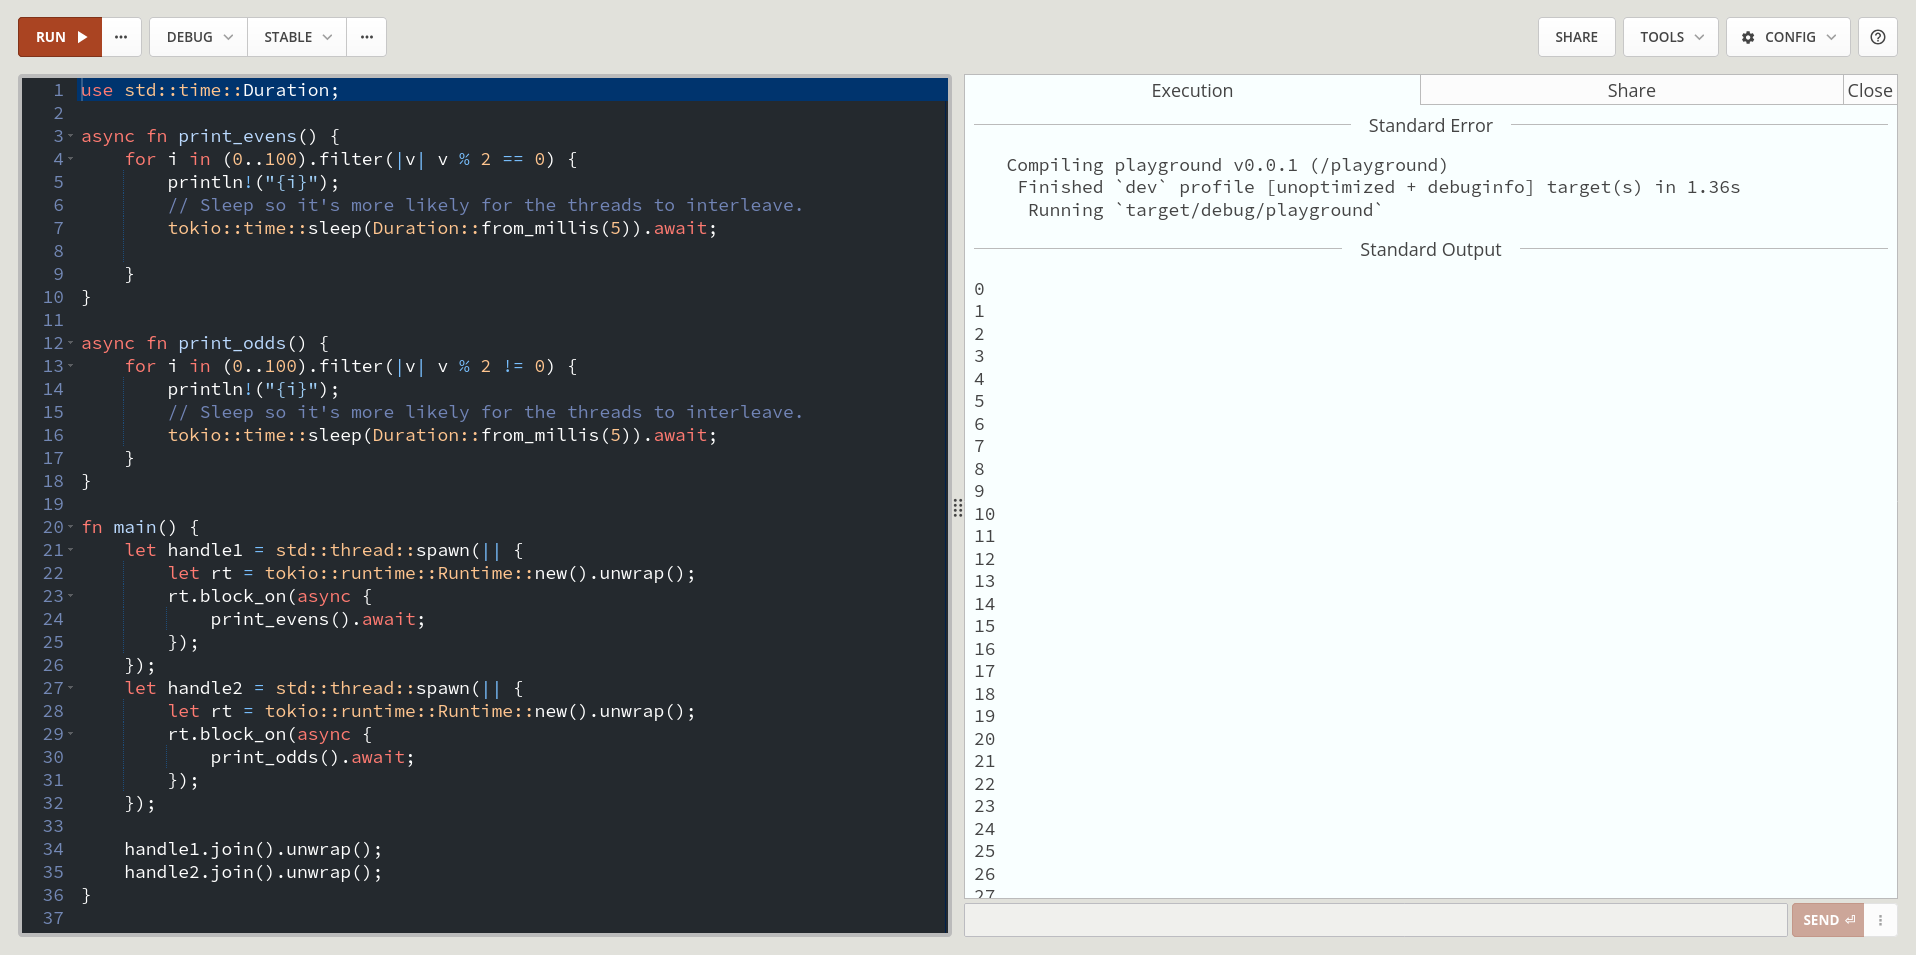 RUN ▶ ••• DEBUG STABLE ••• SHARE TOOLS CONFIG ?
1 use std::time::Duration;
2
3 async fn print_evens() {
4     for i in (0..100).filter(|v| v % 2 == 0) {
5         println!("{i}");
6         // Sleep so it's more likely for the threads to interleave.
7         tokio::time::sleep(Duration::from_millis(5)).await;
8
9     }
10 }
11
12 async fn print_odds() {
13     for i in (0..100).filter(|v| v % 2 != 0) {
14         println!("{i}");
15         // Sleep so it's more likely for the threads to interleave.
16         tokio::time::sleep(Duration::from_millis(5)).await;
17     }
18 }
19
20 fn main() {
21     let handle1 = std::thread::spawn(|| {
22         let rt = tokio::runtime::Runtime::new().unwrap();
23         rt.block_on(async {
24             print_evens().await;
25         });
26     });
27     let handle2 = std::thread::spawn(|| {
28         let rt = tokio::runtime::Runtime::new().unwrap();
29         rt.block_on(async {
30             print_odds().await;
31         });
32     });
33
34     handle1.join().unwrap();
35     handle2.join().unwrap();
36 }
37
Execution Share Close
Standard Error
Compiling playground v0.0.1 (/playground)
Finished `dev` profile [unoptimized + debuginfo] target(s) in 1.36s
Running `target/debug/playground`
Standard Output
0
1
2
3
4
5
6
7
8
9
10
11
12
13
14
15
16
17
18
19
20
21
22
23
24
25
26
27
SEND ⏎